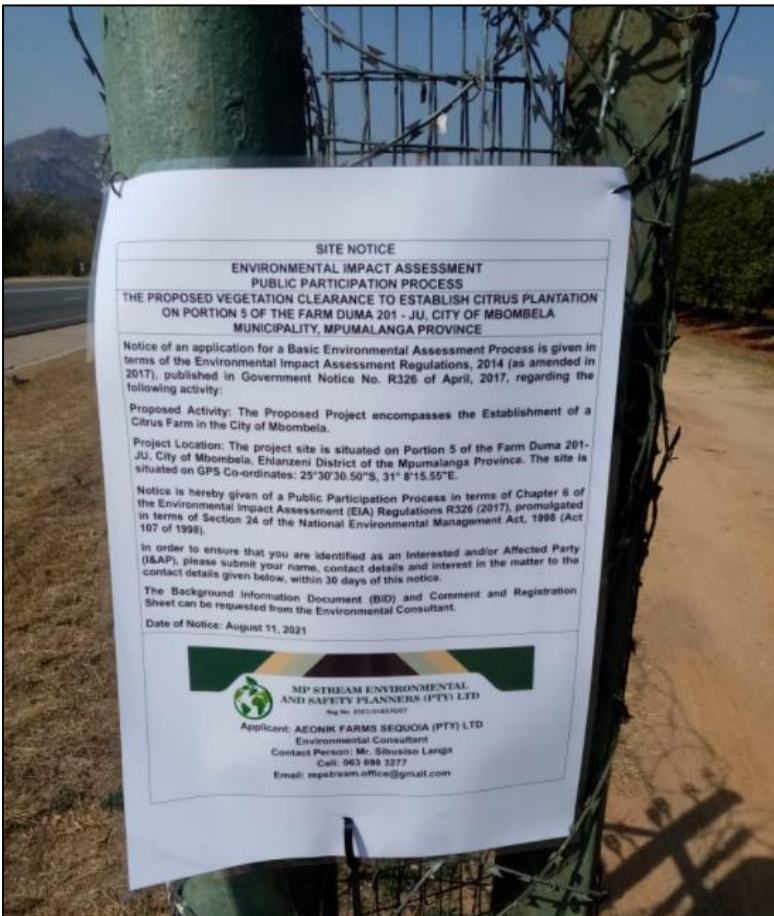 SITE NOTICE
ENVIRONMENTAL IMPACT ASSESSMENT
PUBLIC PARTICIPATION PROCESS
THE PROPOSED VEGETATION CLEARANCE TO ESTABLISH CITRUS PLANTATION
ON PORTION 5 OF THE FARM DUMA 201 - JU, CITY OF MBOMBELA
MUNICIPALITY, MPUMALANGA PROVINCE
Notice of an application for a Basic Environmental Assessment Process is given in
terms of the Environmental Impact Assessment Regulations, 2014 (as amended in
2017), published in Government Notice No. R326 of April, 2017, regarding the
following activity:
Proposed Activity: The Proposed Project encompasses the Establishment of a
Citrus Farm in the City of Mbombela.
Project Location: The project site is situated on Portion 5 of the Farm Duma 201-
JU, City of Mbombela, Ehlanzeni District of the Mpumalanga Province. The site is
situated on GPS Co-ordinates: 25°30'30.50"S, 31° 8'15.55"E.
Notice is hereby given of a Public Participation Process in terms of Chapter 6 of
the Environmental Impact Assessment (EIA) Regulations R326 (2017), promulgated
in terms of Section 24 of the National Environmental Management Act, 1998 (Act
107 of 1998).
In order to ensure that you are identified as an Interested and/or Affected Party
(I&AP), please submit your name, contact details and interest in the matter to the
contact details given below, within 30 days of this notice.
The Background Information Document (BID) and Comment and Registration
Sheet can be requested from the Environmental Consultant.
Date of Notice: August 11, 2021
MP STREAM ENVIRONMENTAL
AND SAFETY PLANNERS (PTY) LTD
Reg No:
Applicant: AEONIK FARMS SEQUOIA (PTY) LTD
Environmental Consultant
Contact Person: Mr. Sibusiso Langa
Cell: 063 698 3277
Email: mpstream.office@gmail.com